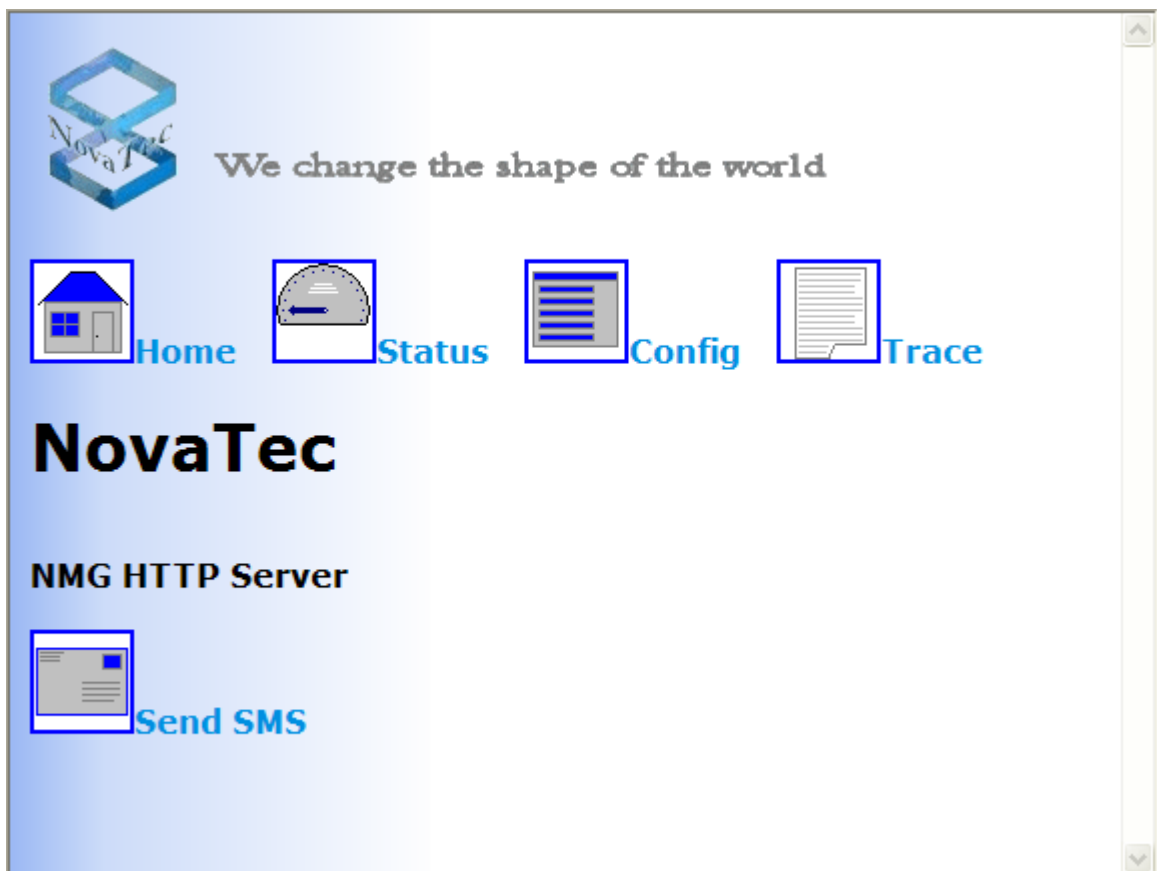 NovaTec
We change the shape of the world
Home Status Config Trace
NovaTec
NMG HTTP Server
Send SMS